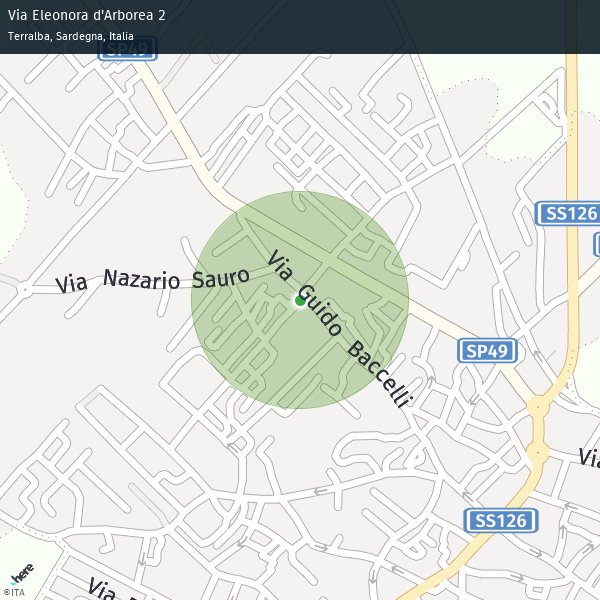 Via Eleonora d'Arborea 2
Terralba, Sardegna, Italia
SP49
SS126
Via Nazario Sauro
Via Guido Baccelli
SP49
Via
SS126
here
Via
©ITA